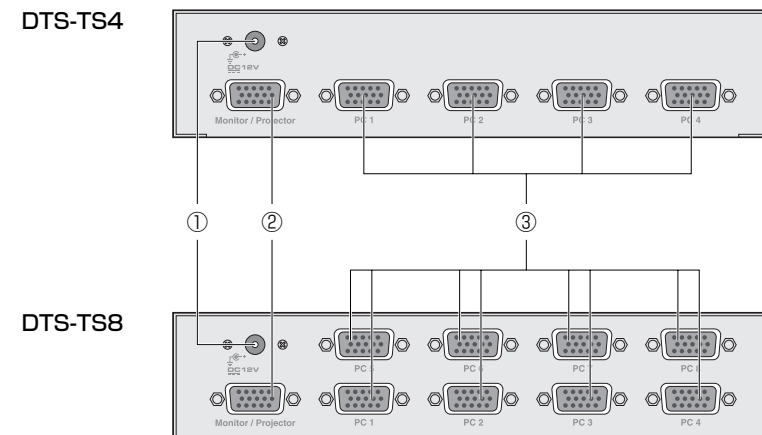 DTS-TS4
DC12V
Monitor / Projector PC 1 PC 2 PC 3 PC 4
① ② ③
DTS-TS8
PC 5 PC 6 PC 7 PC 8
DC12V
Monitor / Projector PC 1 PC 2 PC 3 PC 4